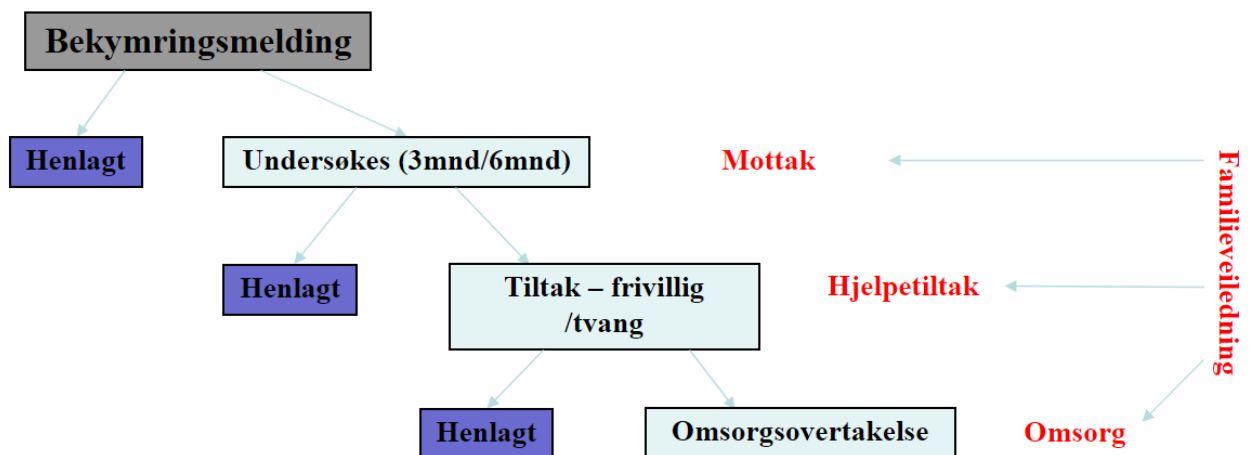 Bekymringsmelding
Henlagt
Undersøkes (3mnd/6mnd)
Mottak
Familieveiledning
Henlagt
Tiltak – frivillig
/tvang
Hjelpetiltak
Henlagt
Omsorgsovertakelse
Omsorg